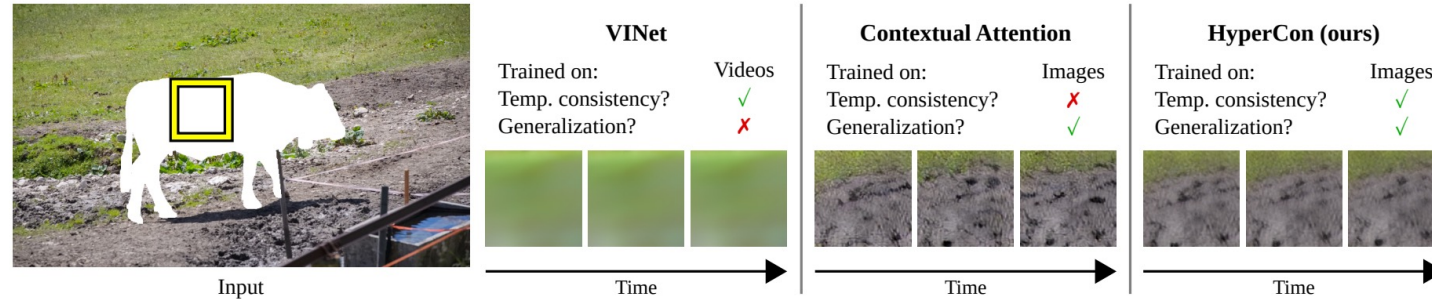 Input
VINet
Trained on: Videos
Temp. consistency? ✓
Generalization? ✗
Time
Contextual Attention
Trained on: Images
Temp. consistency? ✗
Generalization? ✓
Time
HyperCon (ours)
Trained on: Images
Temp. consistency? ✓
Generalization? ✓
Time